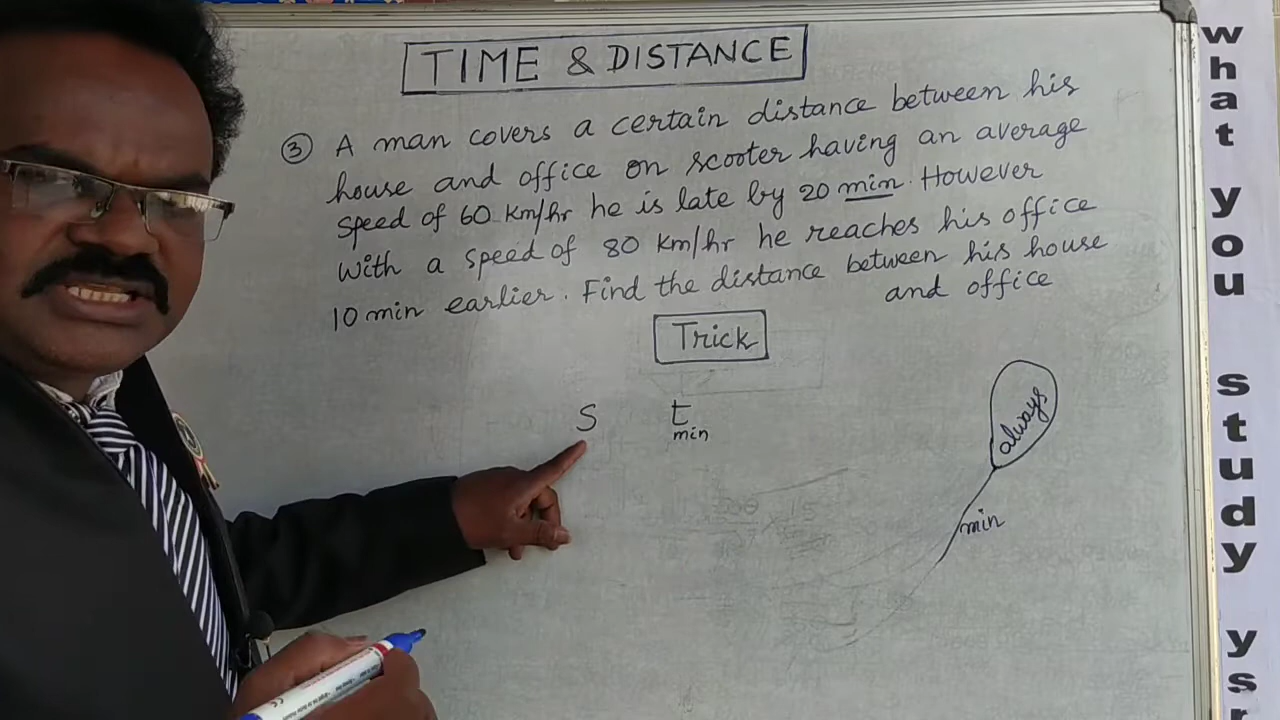 TIME & DISTANCE
③ A man covers a certain distance between his
house and office on scooter having an average
speed of 60 km/hr he is late by 20 min. However
with a speed of 80 km/hr he reaches his office
10 min earlier. Find the distance between his house
and office
Trick
S t
min
always
min
what you study ysr